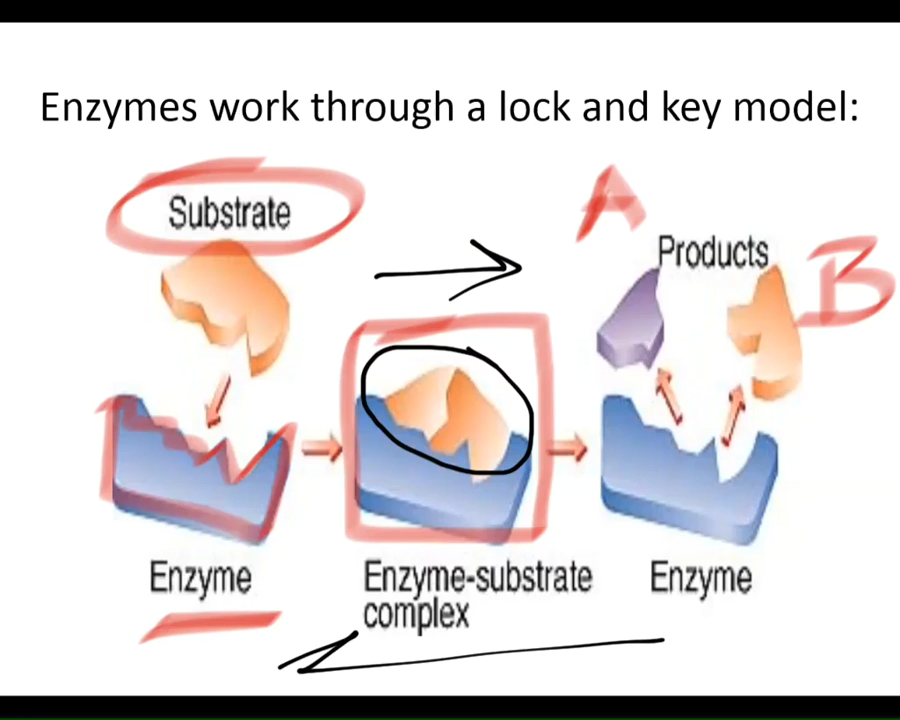 Enzymes work through a lock and key model:
Substrate
A
Products
B
Enzyme
Enzyme-substrate
complex
Enzyme